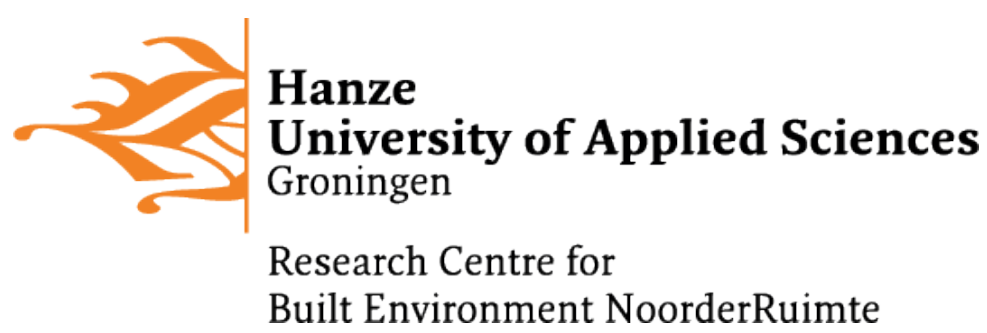 Hanze
University of Applied Sciences
Groningen
Research Centre for
Built Environment NoorderRuimte